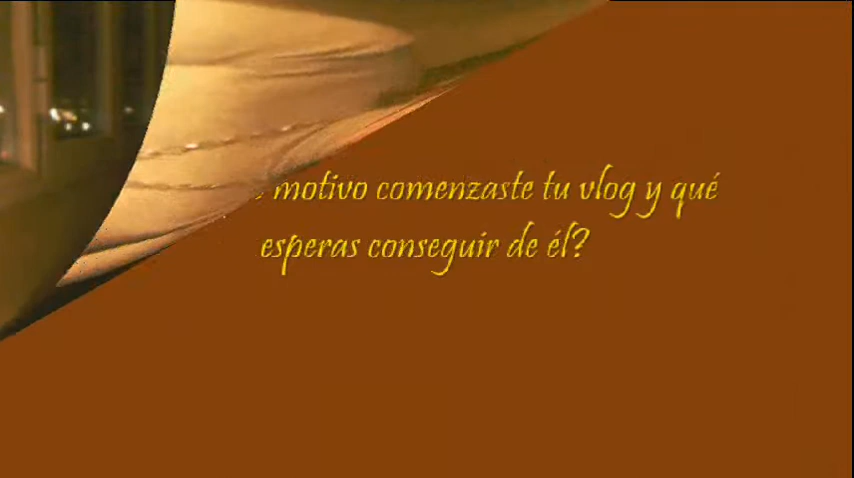 motivo comenzaste tu vlog y qué
esperas conseguir de él?